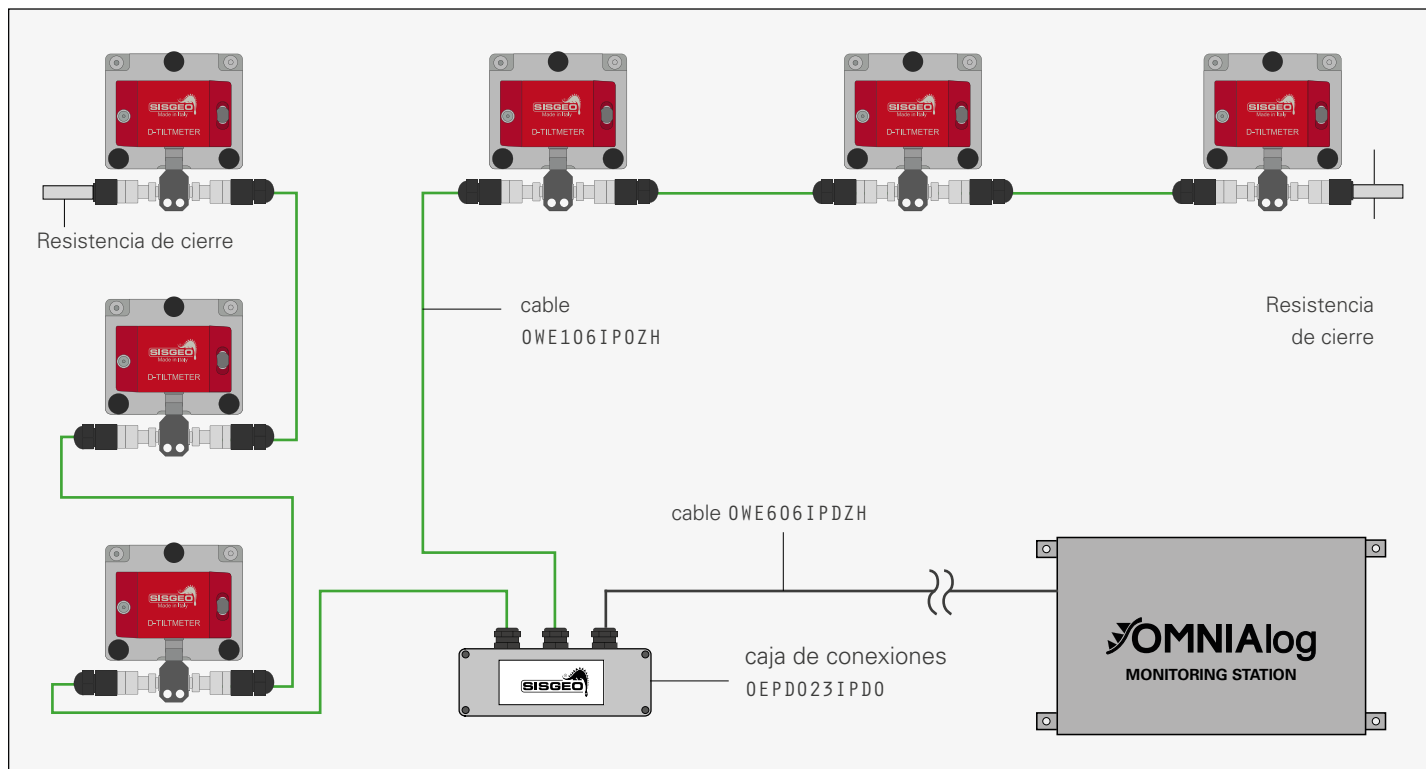 SISGEO
Made in Italy
D-TILTMETER
SISGEO
Made in Italy
D-TILTMETER
SISGEO
Made in Italy
D-TILTMETER
SISGEO
Made in Italy
D-TILTMETER
Resistencia de cierre
SISGEO
Made in Italy
D-TILTMETER
cable
0WE106IP0ZH
Resistencia
de cierre
cable 0WE606IPDZH
SISGEO
Made in Italy
D-TILTMETER
SISGEO
caja de conexiones
0EPD023IPD0
OMNIAlog
MONITORING STATION